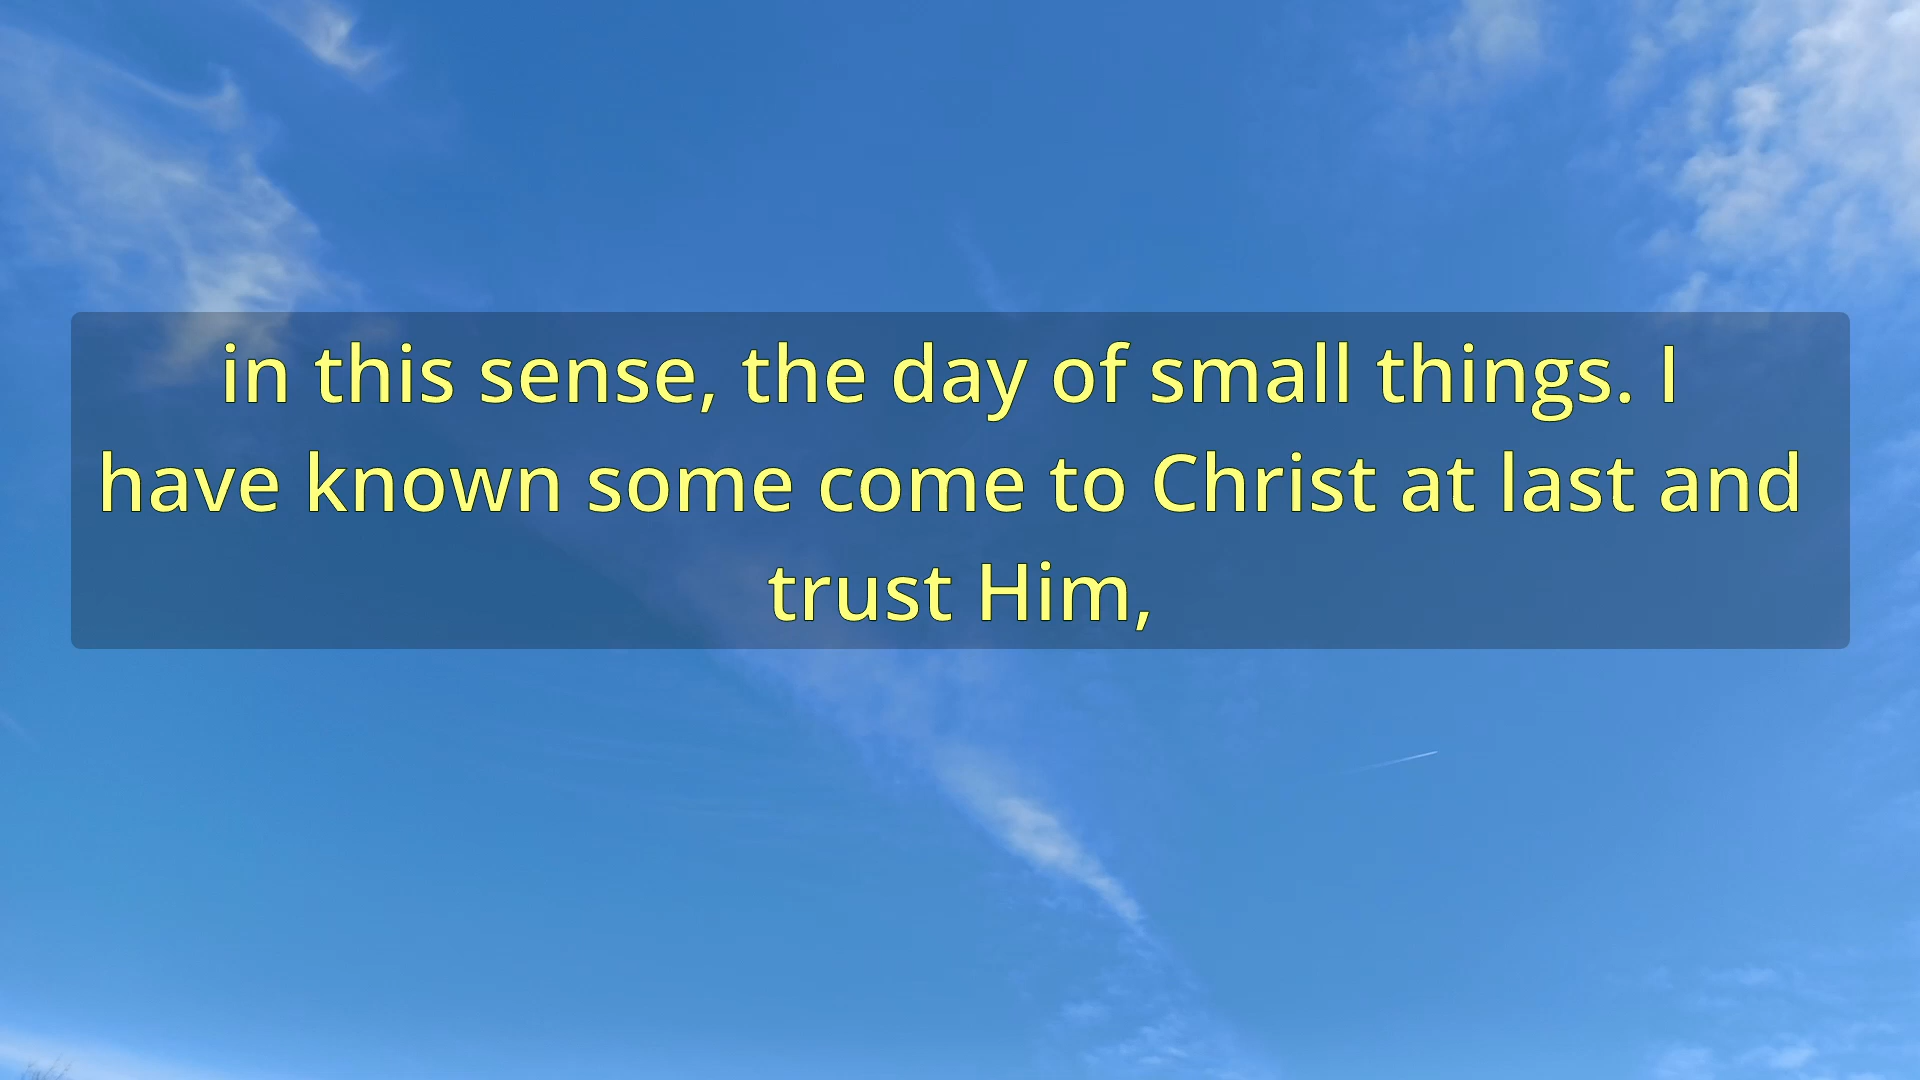 in this sense, the day of small things. I
have known some come to Christ at last and
trust Him,